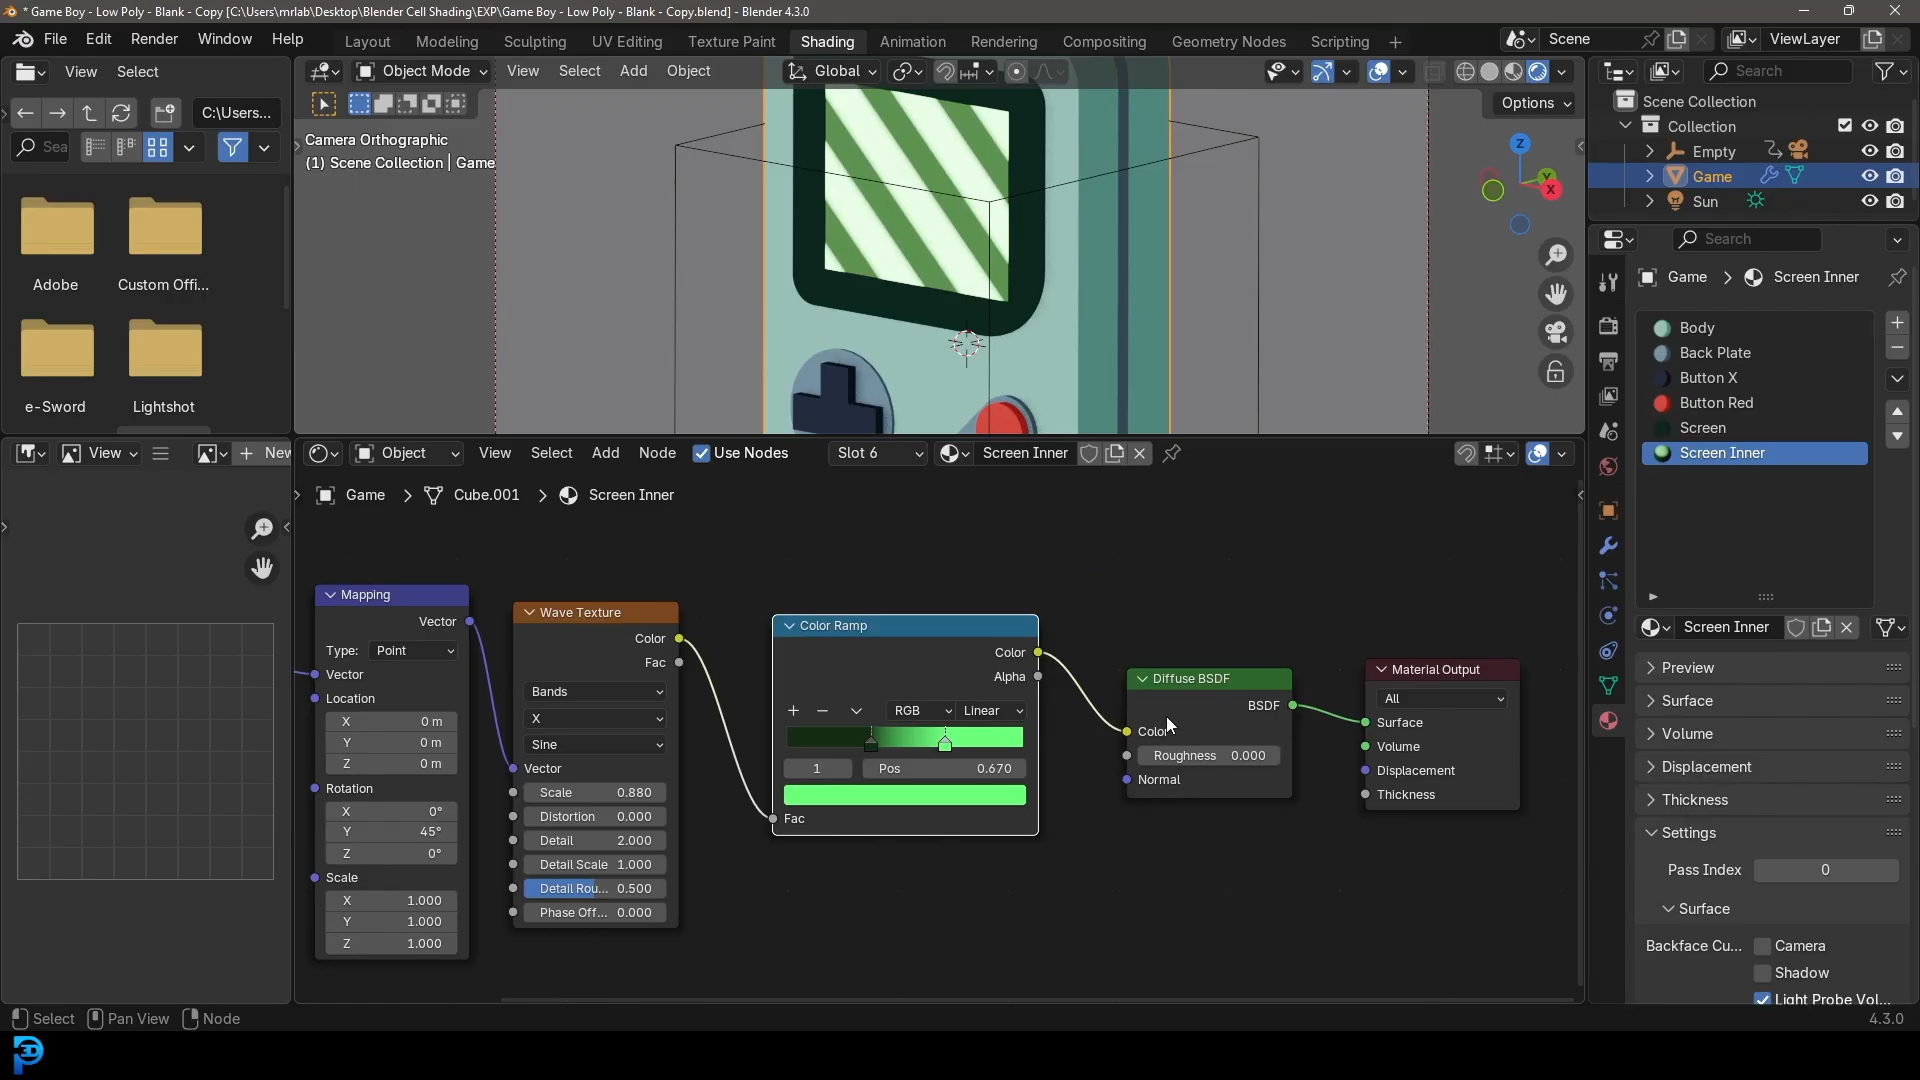 * Game Boy - Low Poly - Blank - Copy [C:\Users\mrlab\Desktop\Blender Cell Shading\EXP\Game Boy - Low Poly - Blank - Copy.blend] - Blender 4.3.0
File Edit Render Window Help
Layout Modeling Sculpting UV Editing Texture Paint Shading Animation Rendering Compositing Geometry Nodes Scripting +
Scene
ViewLayer
View Select
C:\Users...
Sea
Adobe
Custom Offi...
e-Sword
Lightshot
Object Mode View Select Add Object
Global
Options
Camera Orthographic
(1) Scene Collection | Game
Z
Y
X
Search
Scene Collection
Collection
Empty
Game
Sun
Search
Game > Screen Inner
Body
Back Plate
Button X
Button Red
Screen
Screen Inner
Screen Inner
Preview
Surface
Volume
Displacement
Thickness
Settings
Pass Index 0
Surface
Backface Cu... Camera
Shadow
Light Probe Vol...
View
+ New
Object View Select Add Node Use Nodes Slot 6 Screen Inner
Game > Cube.001 > Screen Inner
Mapping
Vector
Type: Point
Vector
Location
X 0 m
Y 0 m
Z 0 m
Rotation
X 0°
Y 45°
Z 0°
Scale
X 1.000
Y 1.000
Z 1.000
Wave Texture
Color
Fac
Bands
X
Sine
Vector
Scale 0.880
Distortion 0.000
Detail 2.000
Detail Scale 1.000
Detail Rou... 0.500
Phase Off... 0.000
Color Ramp
Color
Alpha
RGB Linear
1 Pos 0.670
Fac
Diffuse BSDF
BSDF
Color
Roughness 0.000
Normal
Material Output
All
Surface
Volume
Displacement
Thickness
Select Pan View Node
4.3.0